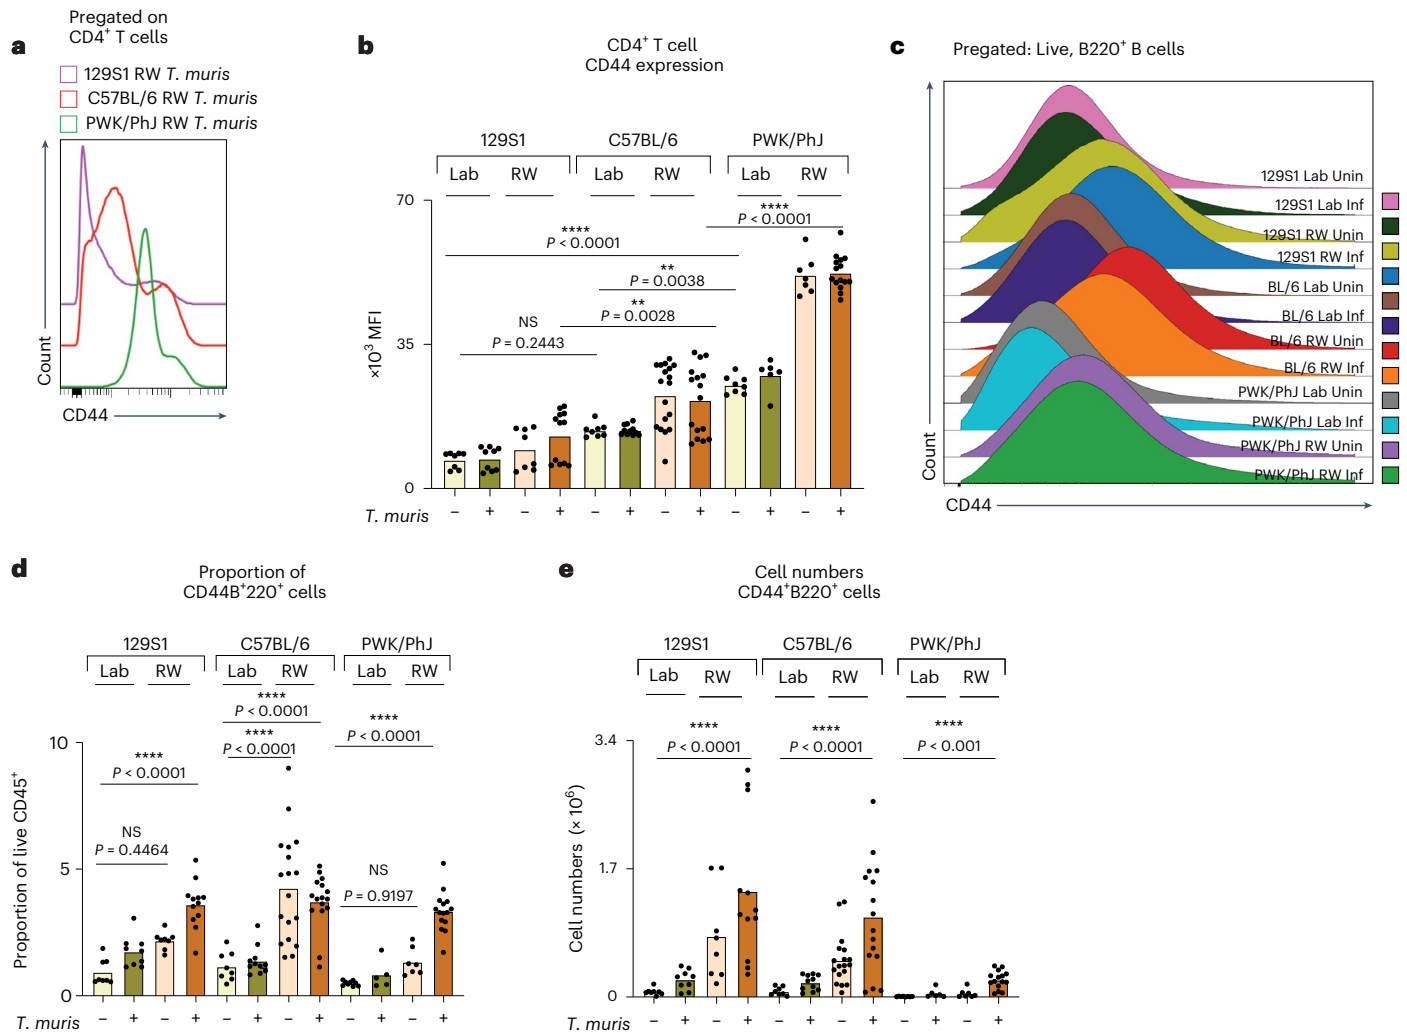 a
Pregated on
CD4+ T cells
129S1 RW T. muris
C57BL/6 RW T. muris
PWK/PhJ RW T. muris
Count
CD44
b
CD4+ T cell
CD44 expression
129S1
C57BL/6
PWK/PhJ
Lab
RW
Lab
RW
Lab
RW
****
P < 0.0001
****
P < 0.0001
**
P = 0.0038
**
P = 0.0028
NS
P = 0.2443
×10³ MFI
70
35
0
T. muris
– + – + – + – + – + – +
c
Pregated: Live, B220+ B cells
129S1 Lab Unin
129S1 Lab Inf
129S1 RW Unin
129S1 RW Inf
BL/6 Lab Unin
BL/6 Lab Inf
BL/6 RW Unin
BL/6 RW Inf
PWK/PhJ Lab Unin
PWK/PhJ Lab Inf
PWK/PhJ RW Unin
PWK/PhJ RW Inf
Count
CD44
d
Proportion of
CD44B+220+ cells
129S1
C57BL/6
PWK/PhJ
Lab
RW
Lab
RW
Lab
RW
****
P < 0.0001
****
P < 0.0001
****
P < 0.0001
****
P < 0.0001
NS
P = 0.4464
NS
P = 0.9197
Proportion of live CD45+
10
5
0
T. muris
– + – + – + – + – + – +
e
Cell numbers
CD44+B220+ cells
129S1
C57BL/6
PWK/PhJ
Lab
RW
Lab
RW
Lab
RW
****
P < 0.0001
****
P < 0.0001
****
P < 0.001
Cell numbers (× 10⁶)
3.4
1.7
0
T. muris
– + – + – + – + – + – +